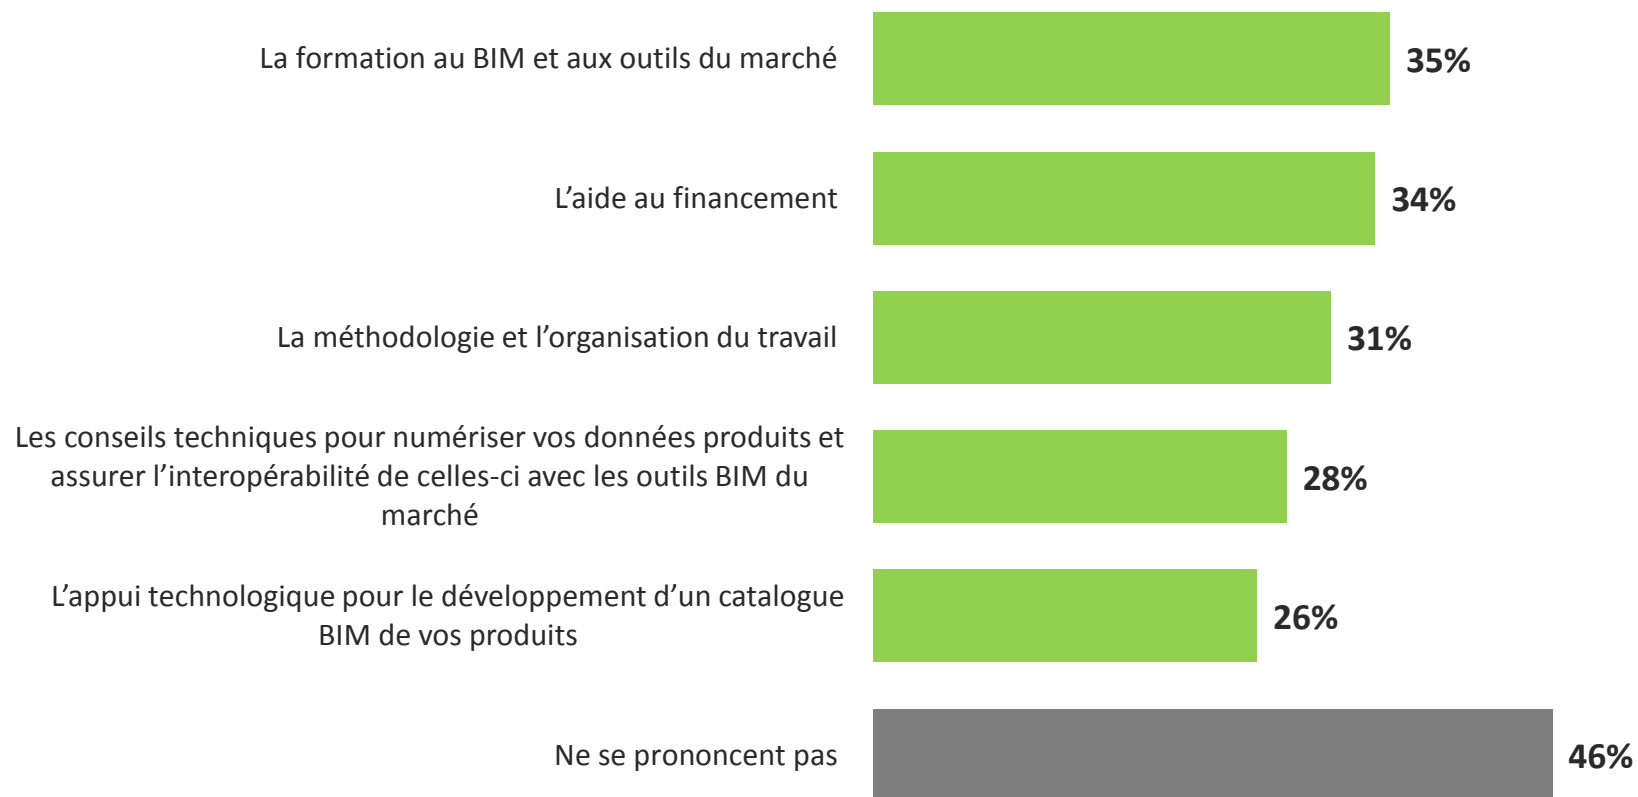 La formation au BIM et aux outils du marché
35%
L’aide au financement
34%
La méthodologie et l’organisation du travail
31%
Les conseils techniques pour numériser vos données produits et
assurer l’interopérabilité de celles-ci avec les outils BIM du
marché
28%
L’appui technologique pour le développement d’un catalogue
BIM de vos produits
26%
Ne se prononcent pas
46%